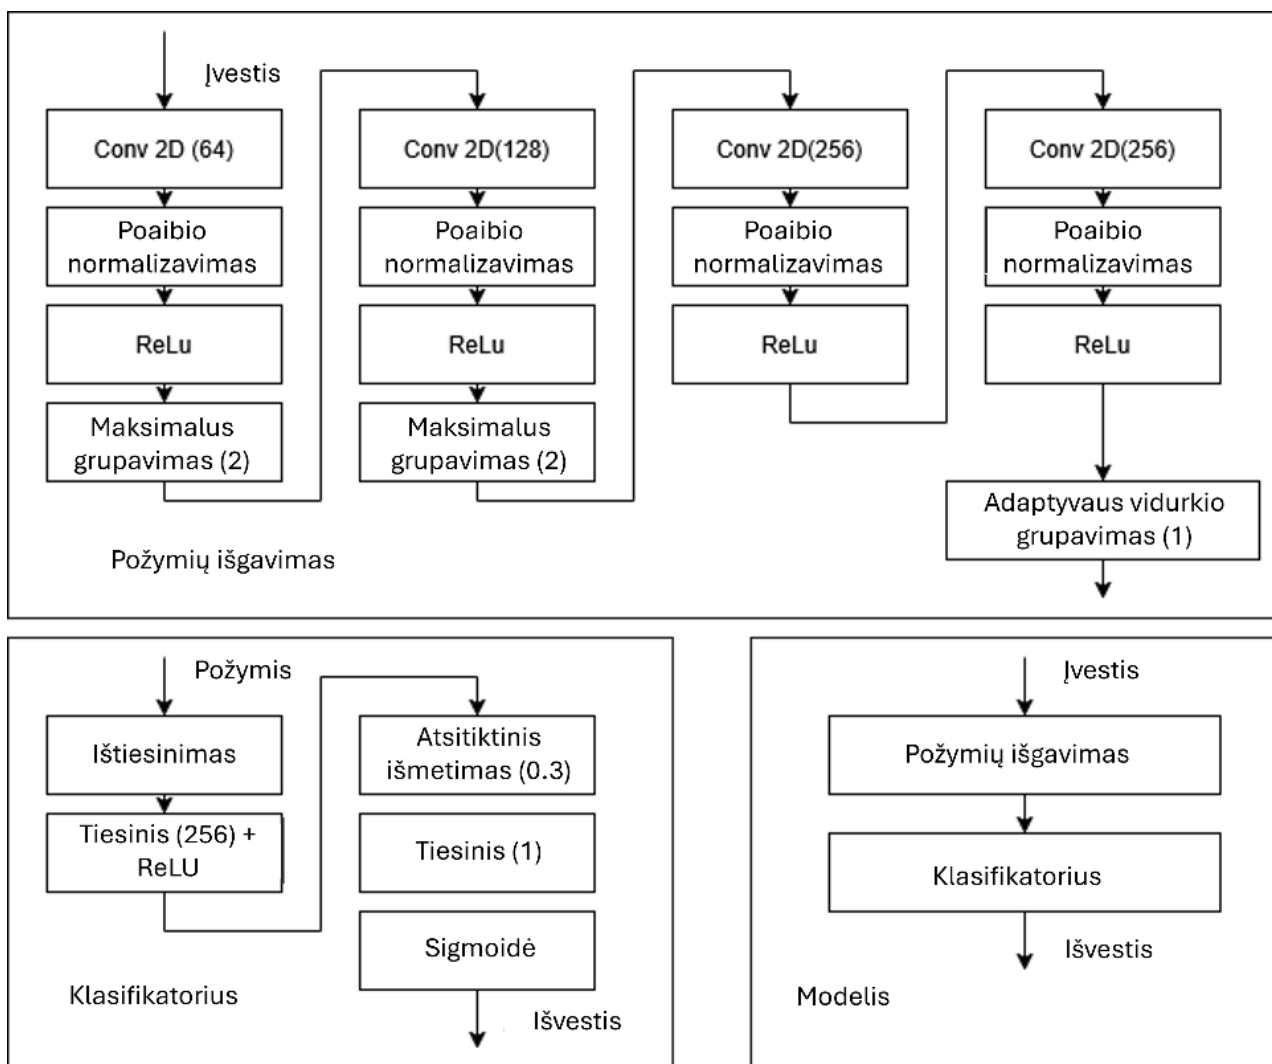 Įvestis
Conv 2D (64)
Poaibio
normalizavimas
ReLu
Maksimalus
grupavimas (2)
Conv 2D(128)
Poaibio
normalizavimas
ReLu
Maksimalus
grupavimas (2)
Conv 2D(256)
Poaibio
normalizavimas
ReLu
Conv 2D(256)
Poaibio
normalizavimas
ReLu
Adaptyvaus vidurkio
grupavimas (1)
Požymių išgavimas
Požymis
Ištiesinimas
Tiesinis (256) +
ReLU
Atsitiktinis
išmetimas (0.3)
Tiesinis (1)
Sigmoidė
Išvestis
Klasifikatorius
Įvestis
Požymių išgavimas
Klasifikatorius
Išvestis
Modelis